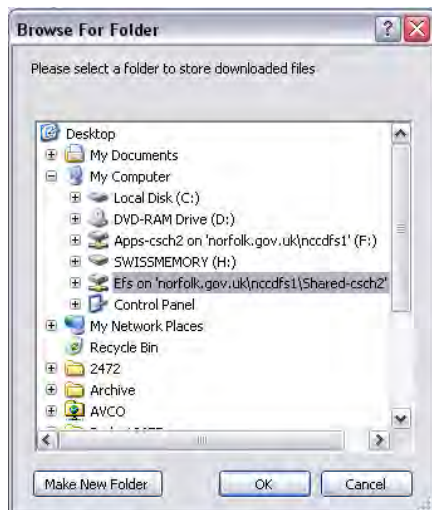 Browse For Folder
Please select a folder to store downloaded files
Desktop
My Documents
My Computer
Local Disk (C:)
DVD-RAM Drive (D:)
Apps-csch2 on 'norfolk.gov.uk\nccdfs1' (F:)
SWISSMEMORY (H:)
Efs on 'norfolk.gov.uk\nccdfs1\Shared-csch2'
Control Panel
My Network Places
Recycle Bin
2472
Archive
AVCO
Make New Folder
OK
Cancel